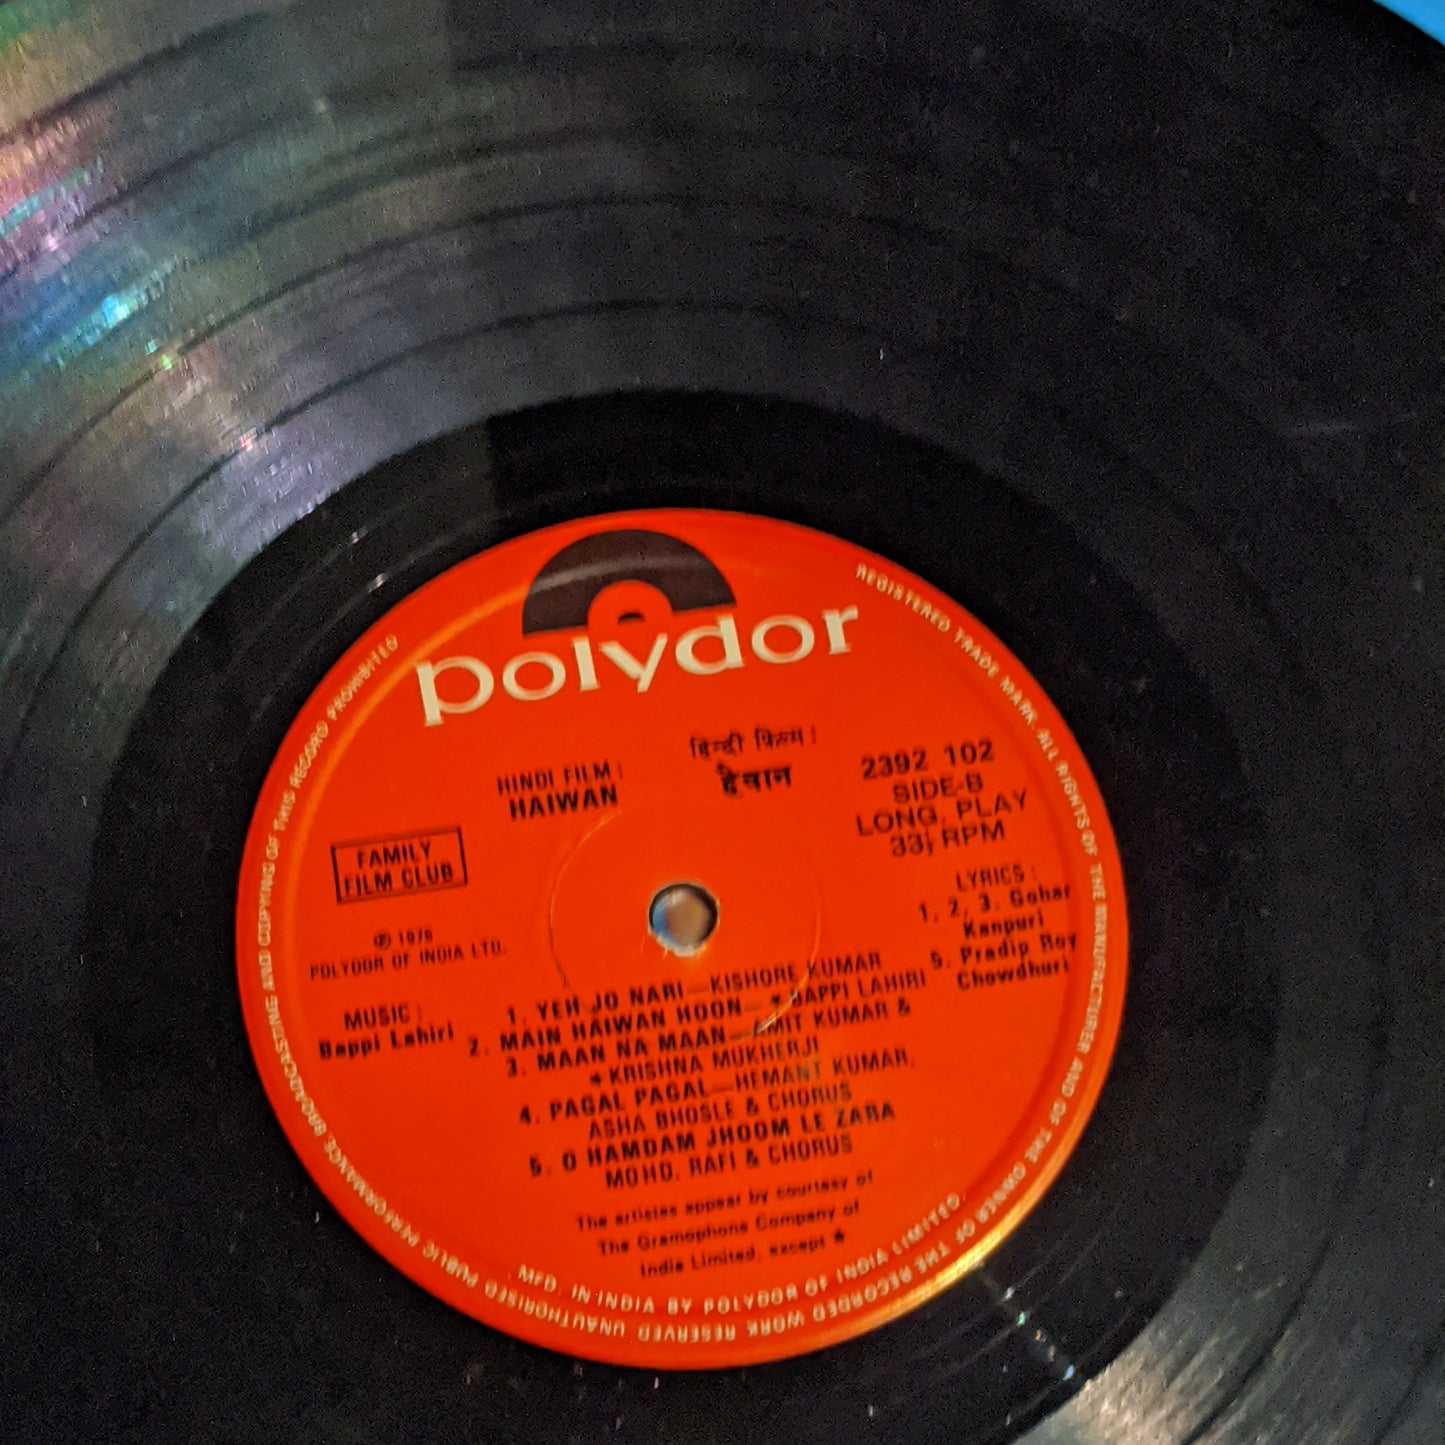 polydor
HINDI FILM :
HAIWAN
हिन्दी फिल्म :
हैवान
2392 102
SIDE-B
LONG. PLAY
33⅓ RPM
FAMILY
FILM CLUB
POLYDOR OF INDIA LTD.
MUSIC :
Bappi Lahiri
LYRICS :
1, 2, 3. Gohar
Kanpuri
5. Pradip Roy
Chowdhuri
1. YEH JO NARI—KISHORE KUMAR
2. MAIN HAIWAN HOON—★BAPPI LAHIRI
3. MAAN NA MAAN—AMIT KUMAR &
★KRISHNA MUKHERJI
4. PAGAL PAGAL—HEMANT KUMAR,
ASHA BHOSLE & CHORUS
5. O HAMDAM JHOOM LE ZARA
MOHD. RAFI & CHORUS
The artistes appear by courtesy of
The Gramophone Company of
India Limited, except ★
MFD. IN INDIA BY POLYDOR OF INDIA LIMITED
REGISTERED TRADE MARK. ALL RIGHTS OF THE MANUFACTURER AND OF THE OWNER OF THE RECORDED WORK RESERVED UNAUTHORISED PUBLIC PERFORMANCE BROADCASTING AND COPYING OF THIS RECORD PROHIBITED